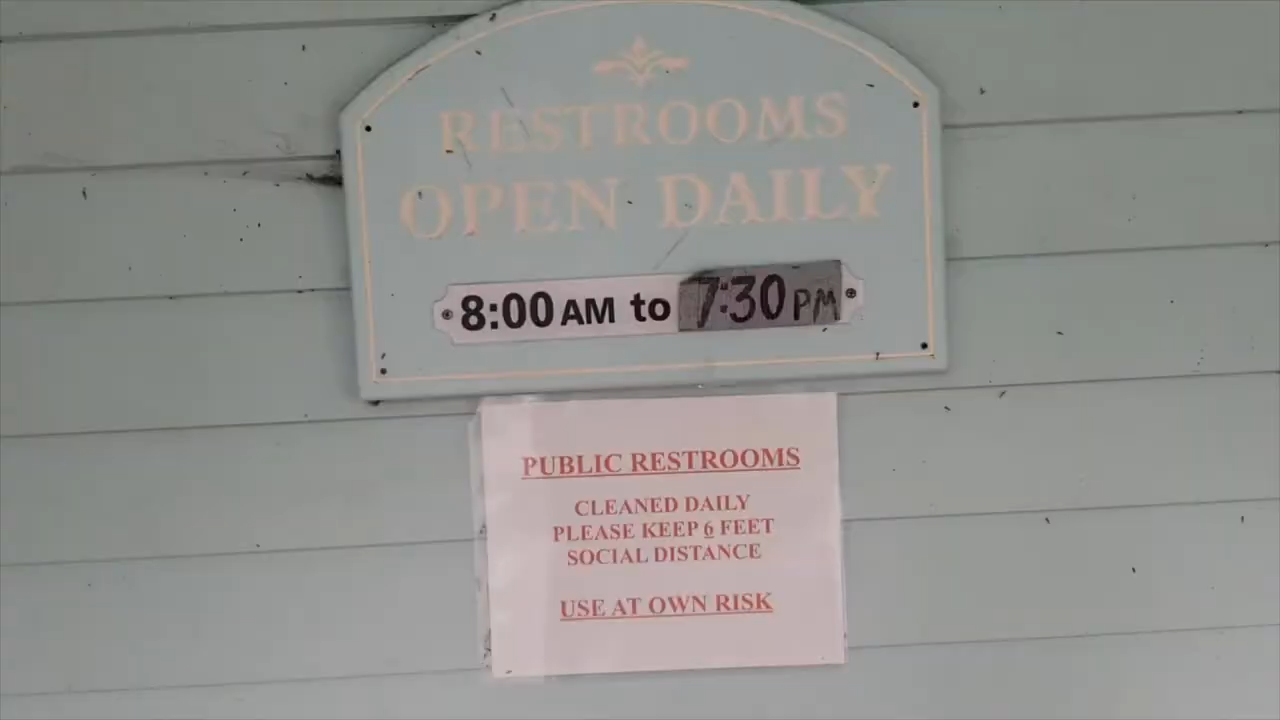 RESTROOMS
OPEN DAILY
8:00 AM to 7:30 PM
PUBLIC RESTROOMS
CLEANED DAILY
PLEASE KEEP 6 FEET
SOCIAL DISTANCE
USE AT OWN RISK